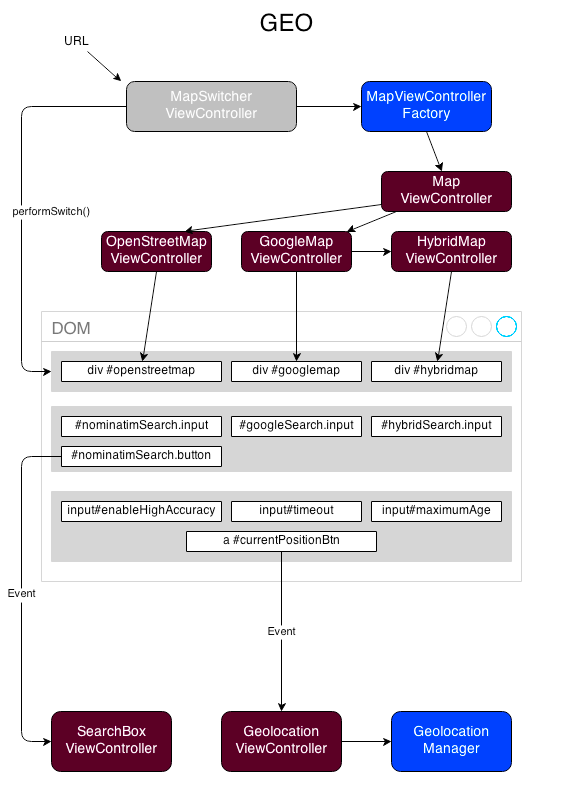 GEO
URL
MapSwitcher
ViewController
MapViewController
Factory
Map
ViewController
performSwitch()
OpenStreetMap
ViewController
GoogleMap
ViewController
HybridMap
ViewController
DOM
div #openstreetmap
div #googlemap
div #hybridmap
#nominatimSearch.input
#googleSearch.input
#hybridSearch.input
#nominatimSearch.button
input#enableHighAccuracy
input#timeout
input#maximumAge
a #currentPositionBtn
Event
Event
SearchBox
ViewController
Geolocation
ViewController
Geolocation
Manager